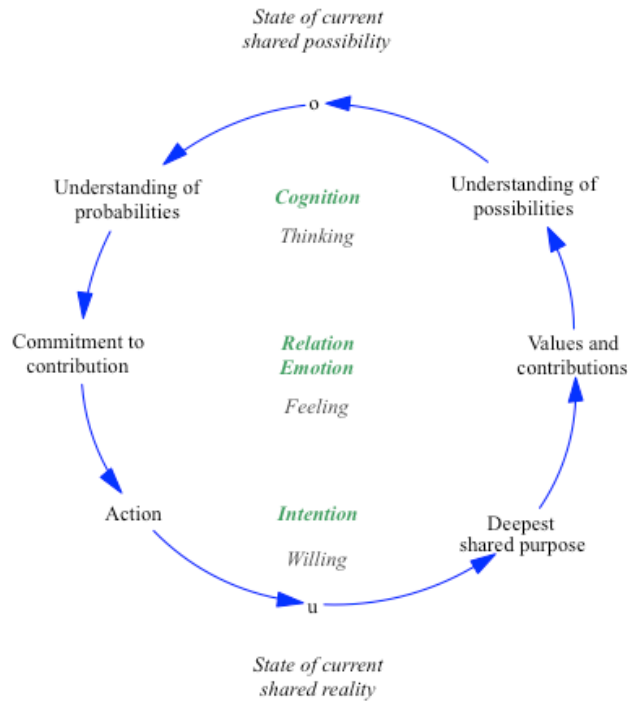 State of current
shared possibility
o
Understanding of
probabilities
Cognition
Thinking
Understanding of
possibilities
Commitment to
contribution
Relation
Emotion
Feeling
Values and
contributions
Action
Intention
Willing
Deepest
shared purpose
u
State of current
shared reality